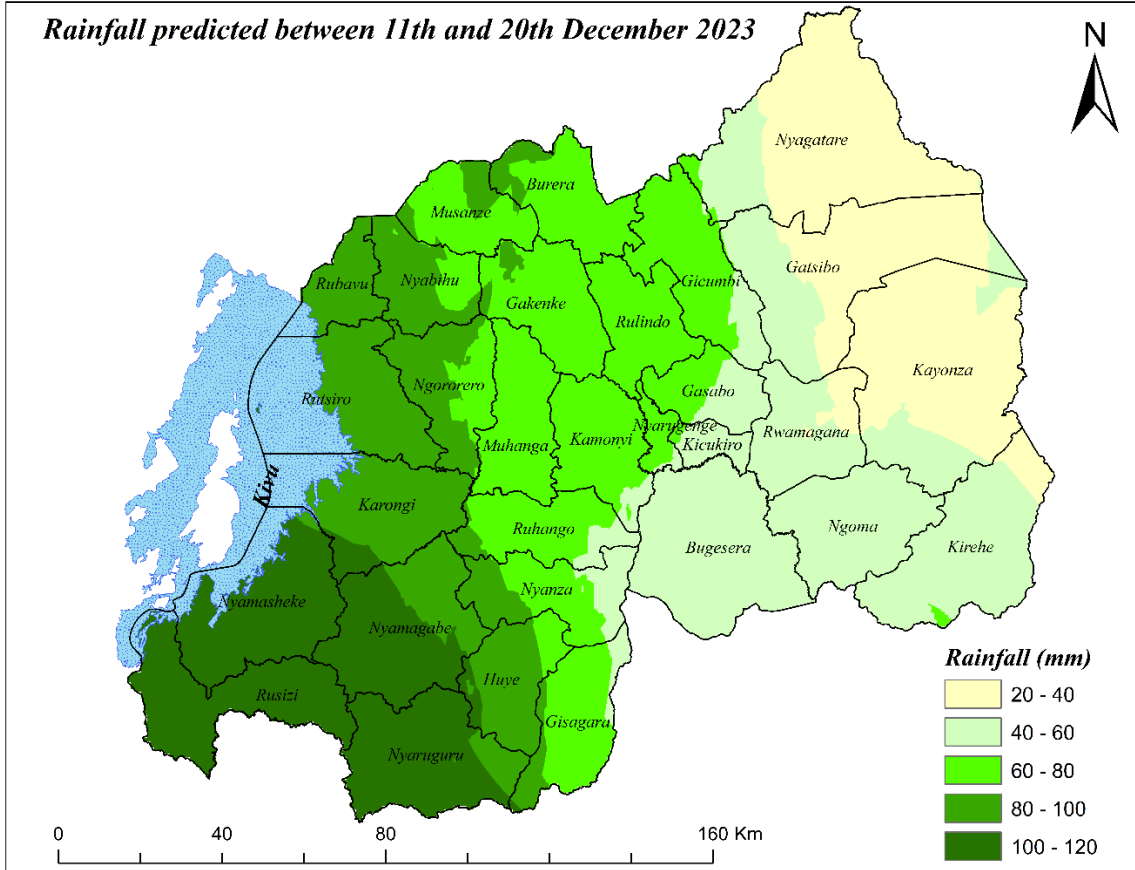 Rainfall predicted between 11th and 20th December 2023
N
Nyagatare
Burera
Musanze
Rubavu
Nyabihu
Gakenke
Gicumbi
Gatsibo
Rulindo
Kayonza
Ngororero
Rutsiro
Gasabo
Nyarugenge
Kicukiro
Rwamagana
Muhanga
Kamonyi
Kivu
Karongi
Ruhango
Bugesera
Ngoma
Kirehe
Nyanza
Nyamasheke
Nyamagabe
Huye
Rusizi
Gisagara
Nyaruguru
Rainfall (mm)
20 - 40
40 - 60
60 - 80
80 - 100
100 - 120
0 40 80 160 Km